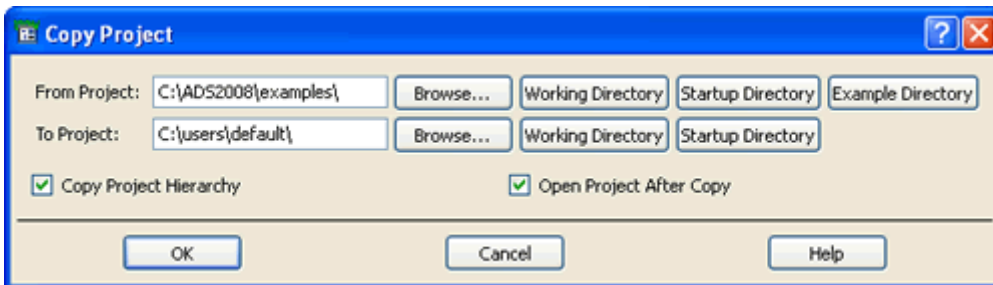 Copy Project
From Project: C:\ADS2008\examples\ Browse... Working Directory Startup Directory Example Directory
To Project: C:\users\default\ Browse... Working Directory Startup Directory
Copy Project Hierarchy Open Project After Copy
OK Cancel Help